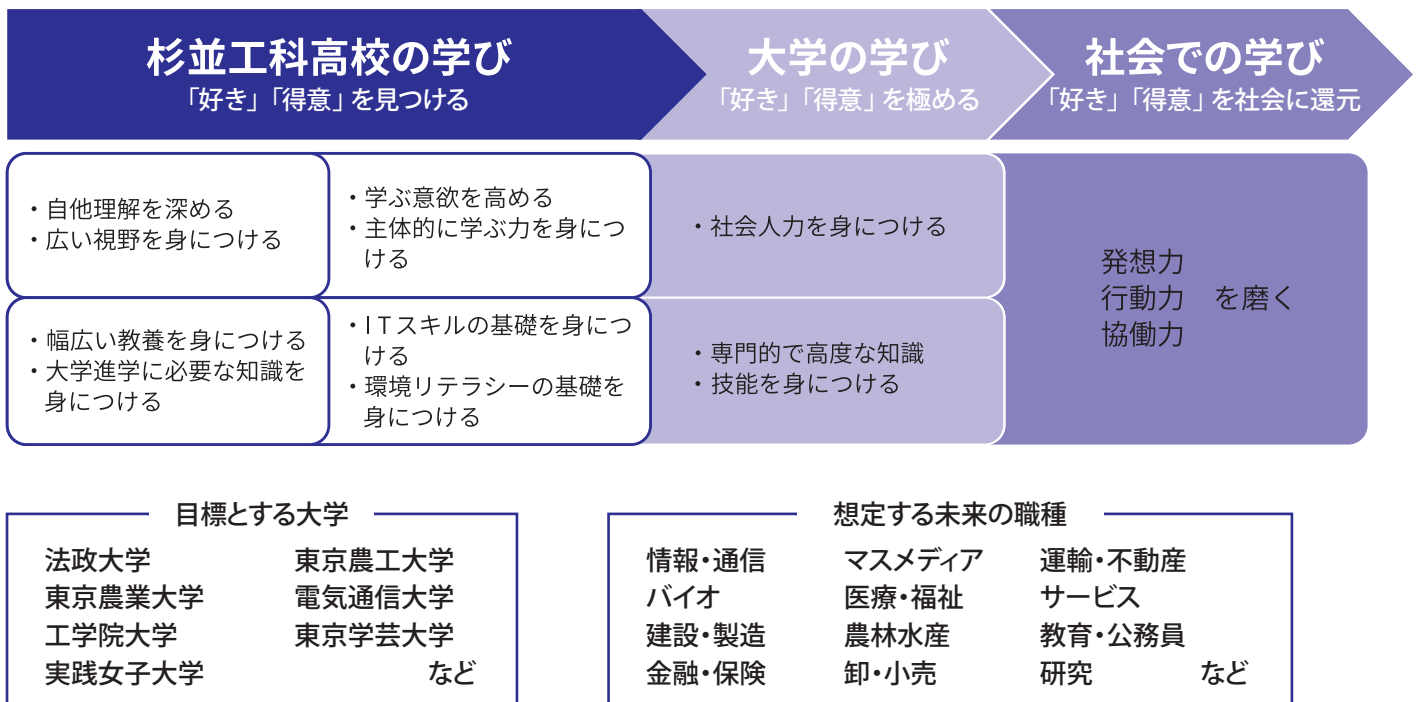 杉並工科高校の学び
「好き」「得意」を見つける
大学の学び
「好き」「得意」を極める
社会での学び
「好き」「得意」を社会に還元
・自他理解を深める
・広い視野を身につける
・学ぶ意欲を高める
・主体的に学ぶ力を身につ
ける
・社会人力を身につける
・幅広い教養を身につける
・大学進学に必要な知識を
身につける
・ITスキルの基礎を身につ
ける
・環境リテラシーの基礎を
身につける
・専門的で高度な知識
・技能を身につける
発想力
行動力 を磨く
協働力
目標とする大学
法政大学 東京農工大学
東京農業大学 電気通信大学
工学院大学 東京学芸大学
実践女子大学 など
想定する未来の職種
情報・通信 マスメディア 運輸・不動産
バイオ 医療・福祉 サービス
建設・製造 農林水産 教育・公務員
金融・保険 卸・小売 研究 など